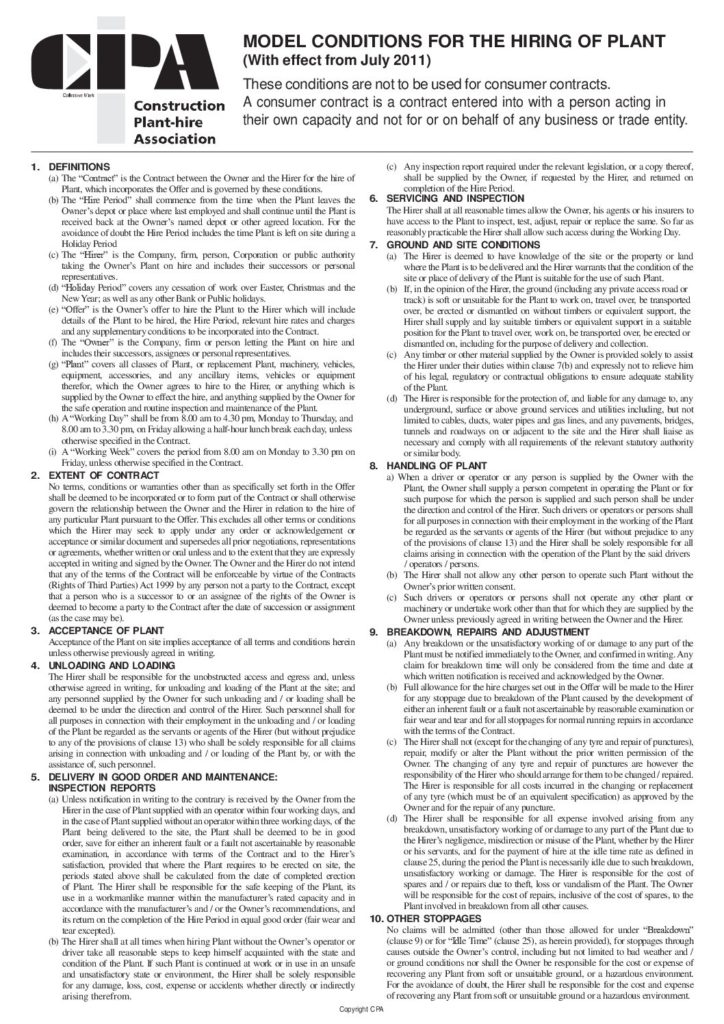 CPA
Collective Mark
Construction
Plant-hire
Association
MODEL CONDITIONS FOR THE HIRING OF PLANT
(With effect from July 2011)
These conditions are not to be used for consumer contracts.
A consumer contract is a contract entered into with a person acting in
their own capacity and not for or on behalf of any business or trade entity.
1. DEFINITIONS
(a) The “Contract” is the Contract between the Owner and the Hirer for the hire of
Plant, which incorporates the Offer and is governed by these conditions.
(b) The “Hire Period” shall commence from the time when the Plant leaves the
Owner’s depot or place where last employed and shall continue until the Plant is
received back at the Owner’s named depot or other agreed location. For the
avoidance of doubt the Hire Period includes the time Plant is left on site during a
Holiday Period
(c) The “Hirer” is the Company, firm, person, Corporation or public authority
taking the Owner’s Plant on hire and includes their successors or personal
representatives.
(d) “Holiday Period” covers any cessation of work over Easter, Christmas and the
New Year; as well as any other Bank or Public holidays.
(e) “Offer” is the Owner’s offer to hire the Plant to the Hirer which will include
details of the Plant to be hired, the Hire Period, relevant hire rates and charges
and any supplementary conditions to be incorporated into the Contract.
(f) The “Owner” is the Company, firm or person letting the Plant on hire and
includes their successors, assignees or personal representatives.
(g) “Plant” covers all classes of Plant, or replacement Plant, machinery, vehicles,
equipment, accessories, and any ancillary items, vehicles or equipment
therefor, which the Owner agrees to hire to the Hirer, or anything which is
supplied by the Owner to effect the hire, and anything supplied by the Owner for
the safe operation and routine inspection and maintenance of the Plant.
(h) A “Working Day” shall be from 8.00 am to 4.30 pm, Monday to Thursday, and
8.00 am to 3.30 pm, on Friday allowing a half-hour lunch break each day, unless
otherwise specified in the Contract.
(i) A “Working Week” covers the period from 8.00 am on Monday to 3.30 pm on
Friday, unless otherwise specified in the Contract.
2. EXTENT OF CONTRACT
No terms, conditions or warranties other than as specifically set forth in the Offer
shall be deemed to be incorporated or to form part of the Contract or shall otherwise
govern the relationship between the Owner and the Hirer in relation to the hire of
any particular Plant pursuant to the Offer. This excludes all other terms or conditions
which the Hirer may seek to apply under any order or acknowledgement or
acceptance or similar document and supersedes all prior negotiations, representations
or agreements, whether written or oral unless and to the extent that they are expressly
accepted in writing and signed by the Owner. The Owner and the Hirer do not intend
that any of the terms of the Contract will be enforceable by virtue of the Contracts
(Rights of Third Parties) Act 1999 by any person not a party to the Contract, except
that a person who is a successor to or an assignee of the rights of the Owner is
deemed to become a party to the Contract after the date of succession or assignment
(as the case may be).
3. ACCEPTANCE OF PLANT
Acceptance of the Plant on site implies acceptance of all terms and conditions herein
unless otherwise previously agreed in writing.
4. UNLOADING AND LOADING
The Hirer shall be responsible for the unobstructed access and egress and, unless
otherwise agreed in writing, for unloading and loading of the Plant at the site; and
any personnel supplied by the Owner for such unloading and / or loading shall be
deemed to be under the direction and control of the Hirer. Such personnel shall for
all purposes in connection with their employment in the unloading and / or loading
of the Plant be regarded as the servants or agents of the Hirer (but without prejudice
to any of the provisions of clause 13) who shall be solely responsible for all claims
arising in connection with unloading and / or loading of the Plant by, or with the
assistance of, such personnel.
5. DELIVERY IN GOOD ORDER AND MAINTENANCE:
INSPECTION REPORTS
(a) Unless notification in writing to the contrary is received by the Owner from the
Hirer in the case of Plant supplied with an operator within four working days, and
in the case of Plant supplied without an operator within three working days, of the
Plant being delivered to the site, the Plant shall be deemed to be in good
order, save for either an inherent fault or a fault not ascertainable by reasonable
examination, in accordance with terms of the Contract and to the Hirer’s
satisfaction, provided that where the Plant requires to be erected on site, the
periods stated above shall be calculated from the date of completed erection
of Plant. The Hirer shall be responsible for the safe keeping of the Plant, its
use in a workmanlike manner within the manufacturer’s rated capacity and in
accordance with the manufacturer’s and / or the Owner’s recommendations, and
its return on the completion of the Hire Period in equal good order (fair wear and
tear excepted).
(b) The Hirer shall at all times when hiring Plant without the Owner’s operator or
driver take all reasonable steps to keep himself acquainted with the state and
condition of the Plant. If such Plant is continued at work or in use in an unsafe
and unsatisfactory state or environment, the Hirer shall be solely responsible
for any damage, loss, cost, expense or accidents whether directly or indirectly
arising therefrom.
(c) Any inspection report required under the relevant legislation, or a copy thereof,
shall be supplied by the Owner, if requested by the Hirer, and returned on
completion of the Hire Period.
6. SERVICING AND INSPECTION
The Hirer shall at all reasonable times allow the Owner, his agents or his insurers to
have access to the Plant to inspect, test, adjust, repair or replace the same. So far as
reasonably practicable the Hirer shall allow such access during the Working Day.
7. GROUND AND SITE CONDITIONS
(a) The Hirer is deemed to have knowledge of the site or the property or land
where the Plant is to be delivered and the Hirer warrants that the condition of the
site or place of delivery of the Plant is suitable for the use of such Plant.
(b) If, in the opinion of the Hirer, the ground (including any private access road or
track) is soft or unsuitable for the Plant to work on, travel over, be transported
over, be erected or dismantled on without timbers or equivalent support, the
Hirer shall supply and lay suitable timbers or equivalent support in a suitable
position for the Plant to travel over, work on, be transported over, be erected or
dismantled on, including for the purpose of delivery and collection.
(c) Any timber or other material supplied by the Owner is provided solely to assist
the Hirer under their duties within clause 7(b) and expressly not to relieve him
of his legal, regulatory or contractual obligations to ensure adequate stability
of the Plant.
(d) The Hirer is responsible for the protection of, and liable for any damage to, any
underground, surface or above ground services and utilities including, but not
limited to cables, ducts, water pipes and gas lines, and any pavements, bridges,
tunnels and roadways on or adjacent to the site and the Hirer shall liaise as
necessary and comply with all requirements of the relevant statutory authority
or similar body.
8. HANDLING OF PLANT
a) When a driver or operator or any person is supplied by the Owner with the
Plant, the Owner shall supply a person competent in operating the Plant or for
such purpose for which the person is supplied and such person shall be under
the direction and control of the Hirer. Such drivers or operators or persons shall
for all purposes in connection with their employment in the working of the Plant
be regarded as the servants or agents of the Hirer (but without prejudice to any
of the provisions of clause 13) and the Hirer shall be solely responsible for all
claims arising in connection with the operation of the Plant by the said drivers
/ operators / persons.
(b) The Hirer shall not allow any other person to operate such Plant without the
Owner’s prior written consent.
(c) Such drivers or operators or persons shall not operate any other plant or
machinery or undertake work other than that for which they are supplied by the
Owner unless previously agreed in writing between the Owner and the Hirer.
9. BREAKDOWN, REPAIRS AND ADJUSTMENT
(a) Any breakdown or the unsatisfactory working of or damage to any part of the
Plant must be notified immediately to the Owner, and confirmed in writing. Any
claim for breakdown time will only be considered from the time and date at
which written notification is received and acknowledged by the Owner.
(b) Full allowance for the hire charges set out in the Offer will be made to the Hirer
for any stoppage due to breakdown of the Plant caused by the development of
either an inherent fault or a fault not ascertainable by reasonable examination or
fair wear and tear and for all stoppages for normal running repairs in accordance
with the terms of the Contract.
(c) The Hirer shall not (except for the changing of any tyre and repair of punctures),
repair, modify or alter the Plant without the prior written permission of the
Owner. The changing of any tyre and repair of punctures are however the
responsibility of the Hirer who should arrange for them to be changed / repaired.
The Hirer is responsible for all costs incurred in the changing or replacement
of any tyre (which must be of an equivalent specification) as approved by the
Owner and for the repair of any puncture.
(d) The Hirer shall be responsible for all expense involved arising from any
breakdown, unsatisfactory working of or damage to any part of the Plant due to
the Hirer’s negligence, misdirection or misuse of the Plant, whether by the Hirer
or his servants, and for the payment of hire at the idle time rate as defined in
clause 25, during the period the Plant is necessarily idle due to such breakdown,
unsatisfactory working or damage. The Hirer is responsible for the cost of
spares and / or repairs due to theft, loss or vandalism of the Plant. The Owner
will be responsible for the cost of repairs, inclusive of the cost of spares, to the
Plant involved in breakdown from all other causes.
10. OTHER STOPPAGES
No claims will be admitted (other than those allowed for under “Breakdown”
(clause 9) or for “Idle Time” (clause 25), as herein provided), for stoppages through
causes outside the Owner’s control, including but not limited to bad weather and /
or ground conditions nor shall the Owner be responsible for the cost or expense of
recovering any Plant from soft or unsuitable ground, or a hazardous environment.
For the avoidance of doubt, the Hirer shall be responsible for the cost and expense
of recovering any Plant from soft or unsuitable ground or a hazardous environment.
Copyright CPA